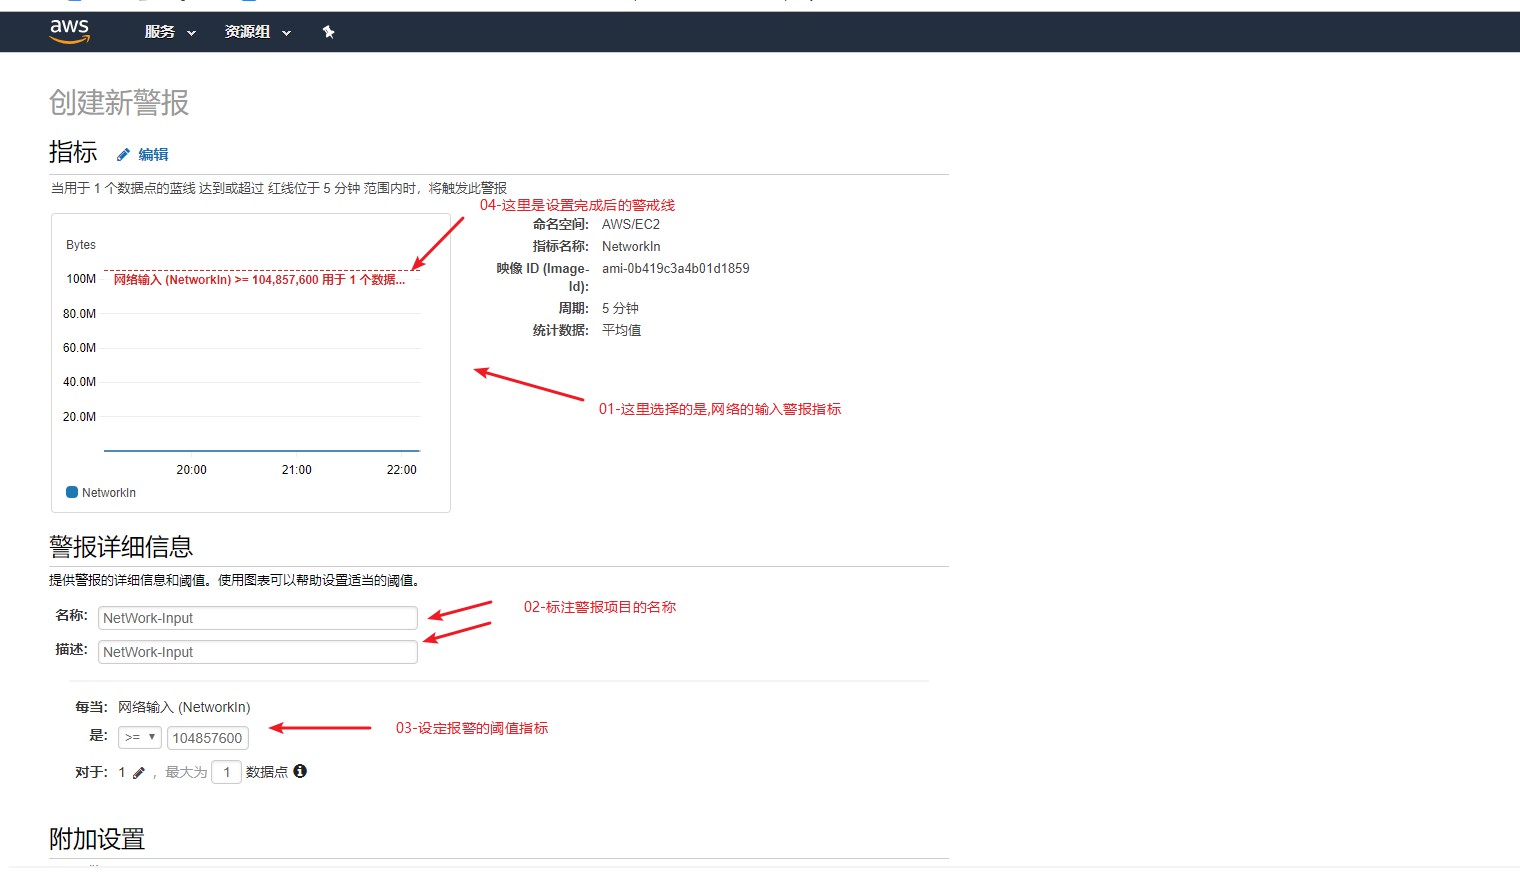 aws
服务
资源组
创建新警报
指标
编辑
当用于 1 个数据点的蓝线 达到或超过 红线位于 5 分钟 范围内时，将触发此警报
04-这里是设置完成后的警戒线
命名空间: AWS/EC2
指标名称: NetworkIn
映像 ID (Image-Id): ami-0b419c3a4b01d1859
周期: 5 分钟
统计数据: 平均值
Bytes
网络输入 (NetworkIn) >= 104,857,600 用于 1 个数据...
100M
80.0M
60.0M
40.0M
20.0M
20:00
21:00
22:00
NetworkIn
01-这里选择的是,网络的输入警报指标
警报详细信息
提供警报的详细信息和阈值。使用图表可以帮助设置适当的阈值。
名称: NetWork-Input
02-标注警报项目的名称
描述: NetWork-Input
每当: 网络输入 (NetworkIn)
是: >= 104857600
03-设定报警的阈值指标
对于: 1 ，最大为 1 数据点
附加设置